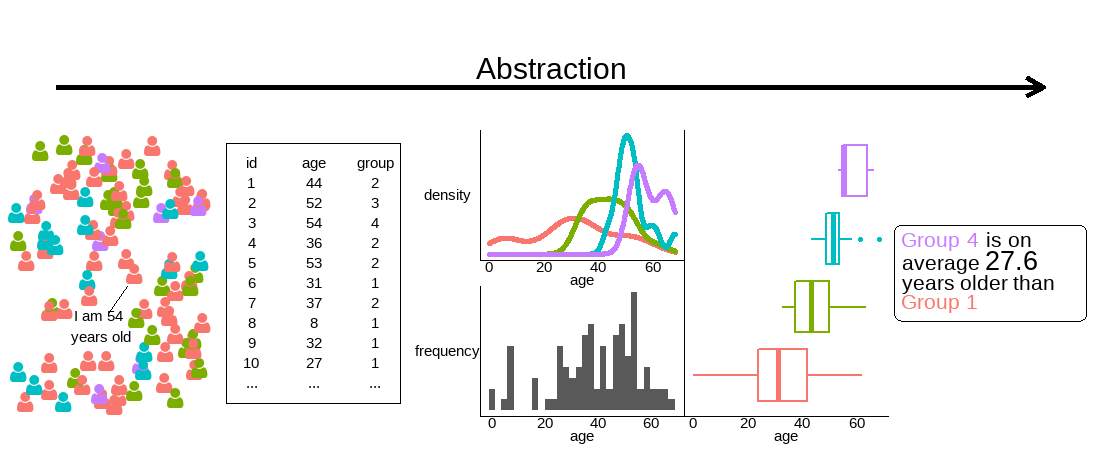 Abstraction
I am 54
years old
id age group
1 44 2
2 52 3
3 54 4
4 36 2
5 53 2
6 31 1
7 37 2
8 8 1
9 32 1
10 27 1
... ... ...
density
0 20 40 60
age
frequency
0 20 40 60
age
0 20 40 60
age
Group 4 is on
average 27.6
years older than
Group 1